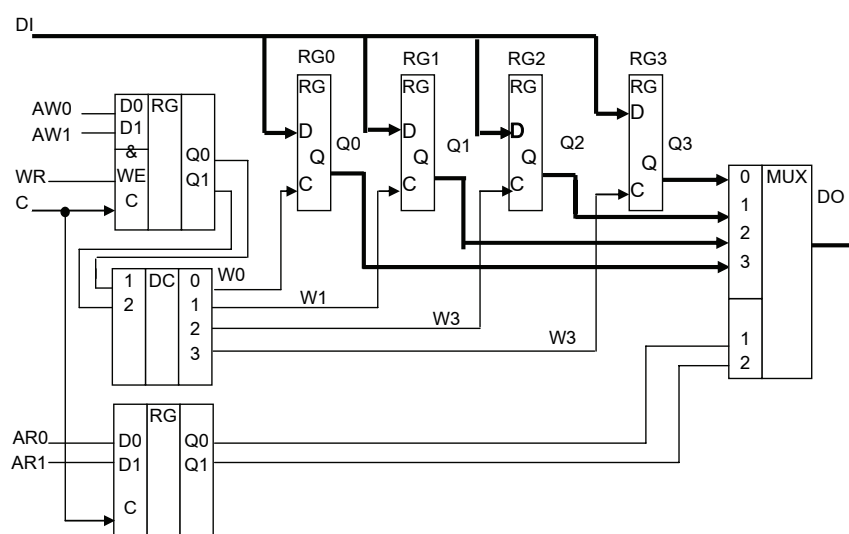 DI
RG0 RG1 RG2 RG3
RG RG RG RG
AW0 D0 RG
AW1 D1
D D D D
&
Q0 Q1 Q2 Q3
Q Q Q Q
WR WE Q0
Q1
C C
C C C C
0 MUX
1
2
3
DO
1 DC 0 W0
2 1 W1
2 W3
3 W3
1
2
RG
AR0 D0 Q0
AR1 D1 Q1
C